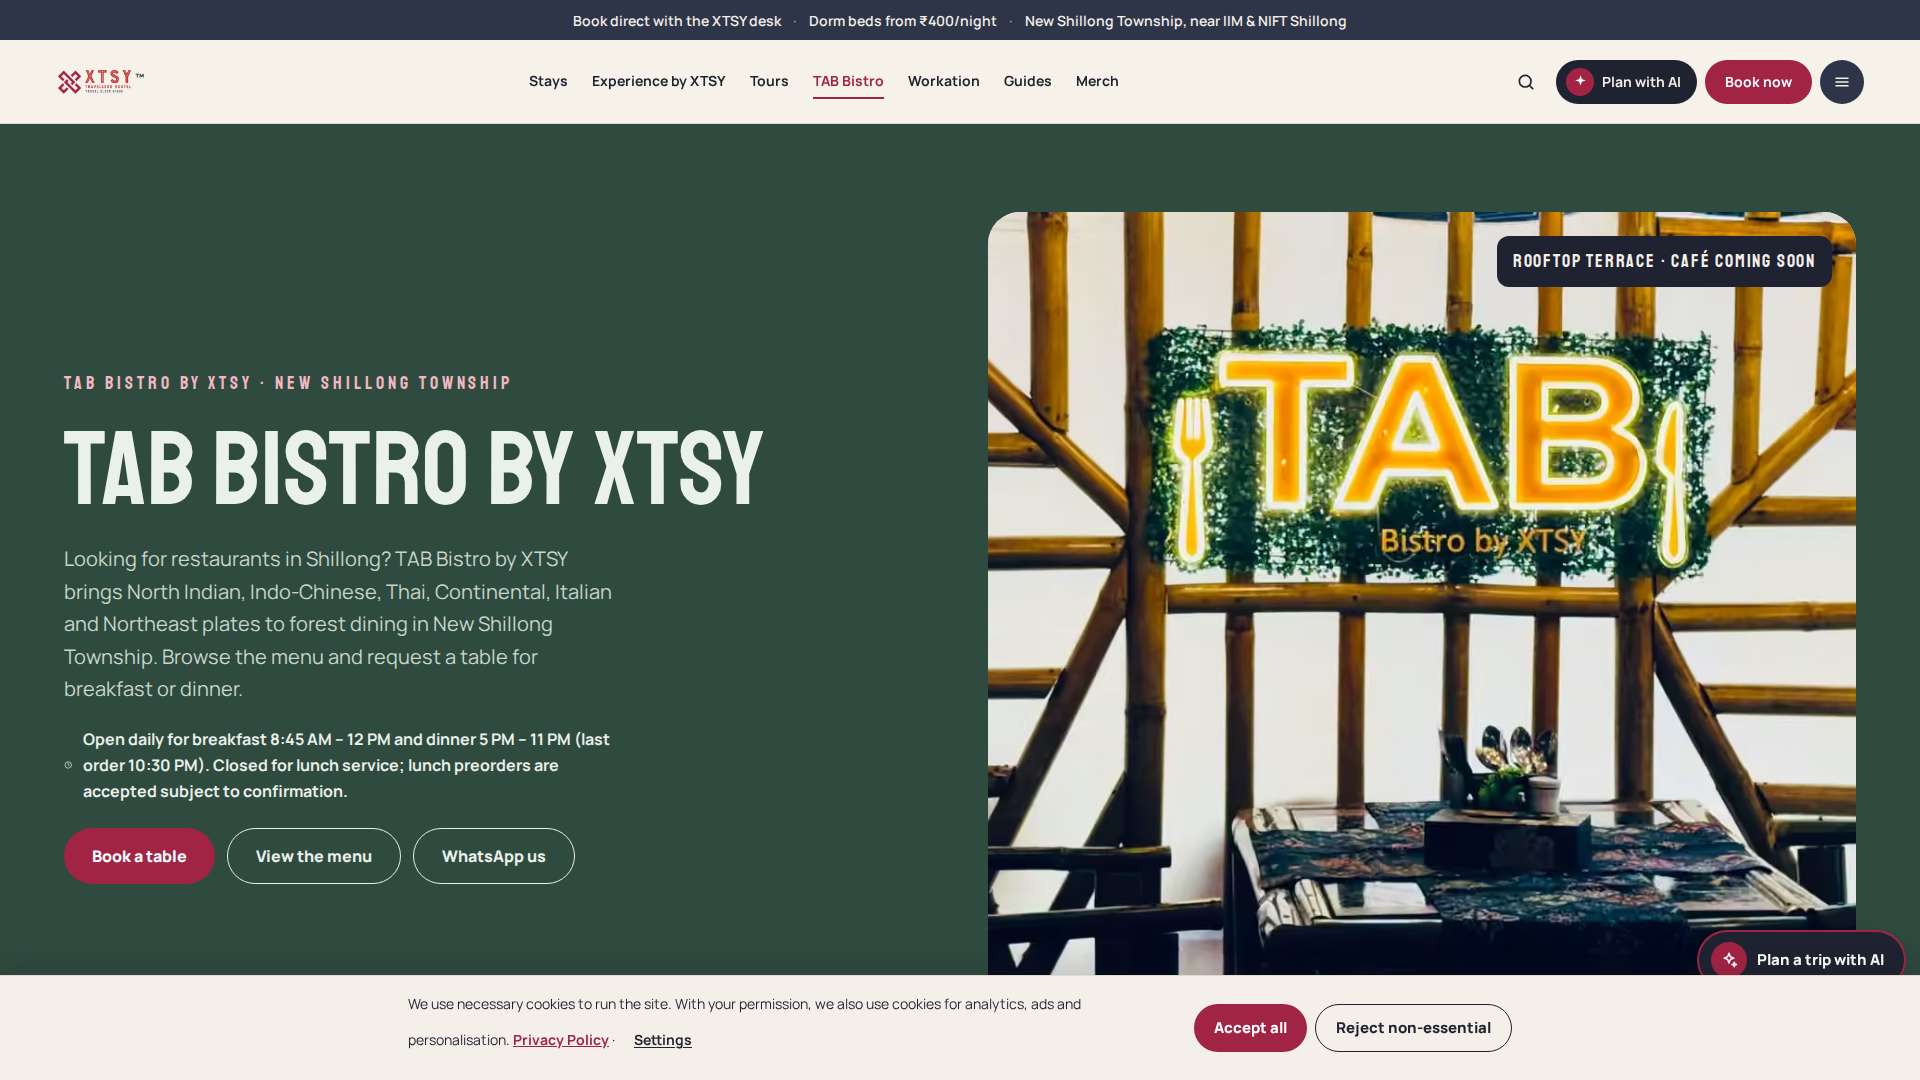 Book direct with the XTSY desk · Dorm beds from ₹400/night · New Shillong Township, near IIM & NIFT Shillong
XTSY™
Stays Experience by XTSY Tours TAB Bistro Workation Guides Merch
Plan with AI
Book now
ROOFTOP TERRACE · CAFÉ COMING SOON
TAB
Bistro by XTSY
TAB BISTRO BY XTSY · NEW SHILLONG TOWNSHIP
TAB BISTRO BY XTSY
Looking for restaurants in Shillong? TAB Bistro by XTSY
brings North Indian, Indo-Chinese, Thai, Continental, Italian
and Northeast plates to forest dining in New Shillong
Township. Browse the menu and request a table for
breakfast or dinner.
Open daily for breakfast 8:45 AM – 12 PM and dinner 5 PM – 11 PM (last
order 10:30 PM). Closed for lunch service; lunch preorders are
accepted subject to confirmation.
Book a table
View the menu
WhatsApp us
Plan a trip with AI
We use necessary cookies to run the site. With your permission, we also use cookies for analytics, ads and
personalisation. Privacy Policy · Settings
Accept all
Reject non-essential